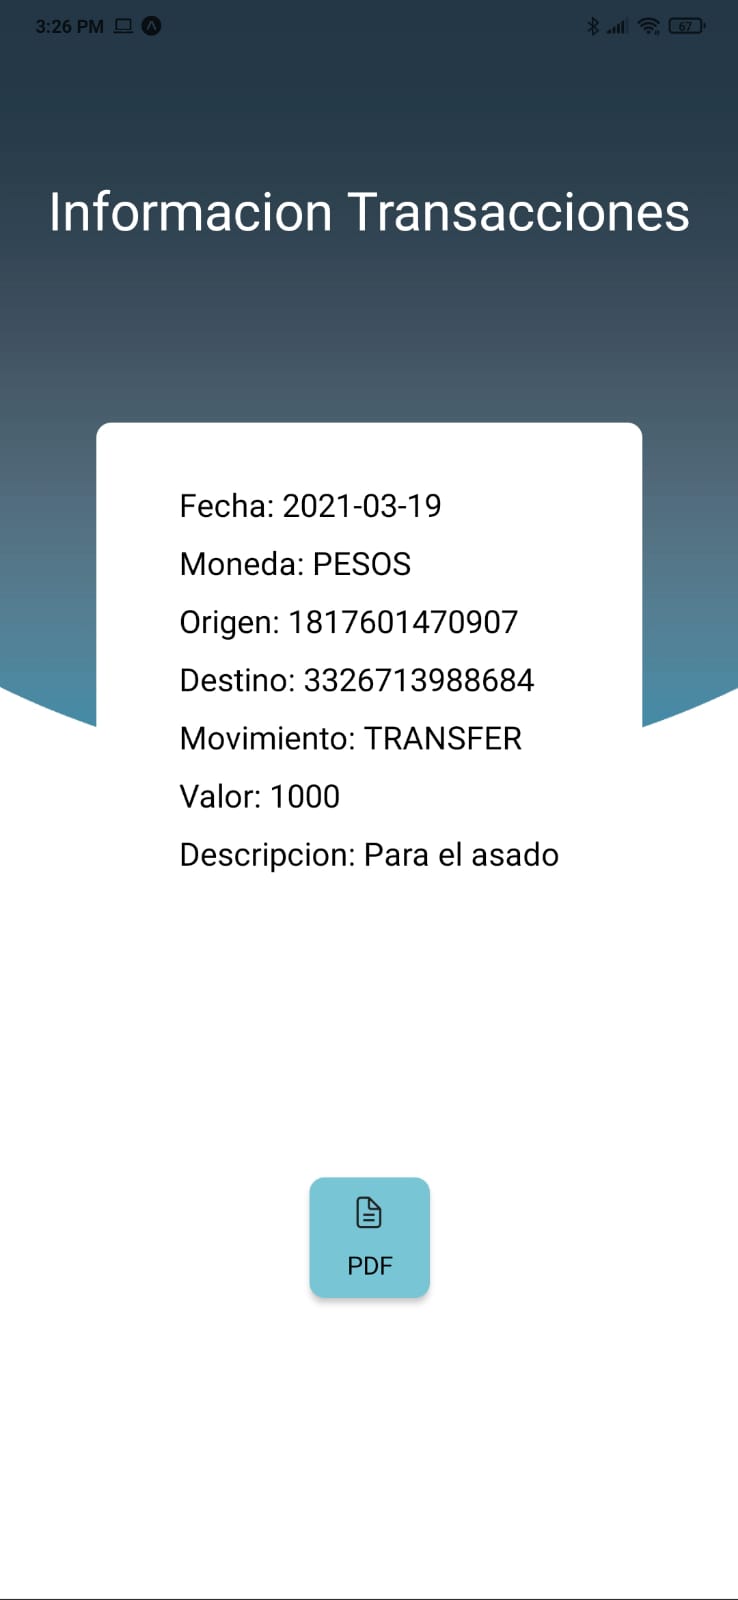 3:26 PM
67
Informacion Transacciones
Fecha: 2021-03-19
Moneda: PESOS
Origen: 1817601470907
Destino: 3326713988684
Movimiento: TRANSFER
Valor: 1000
Descripcion: Para el asado
PDF